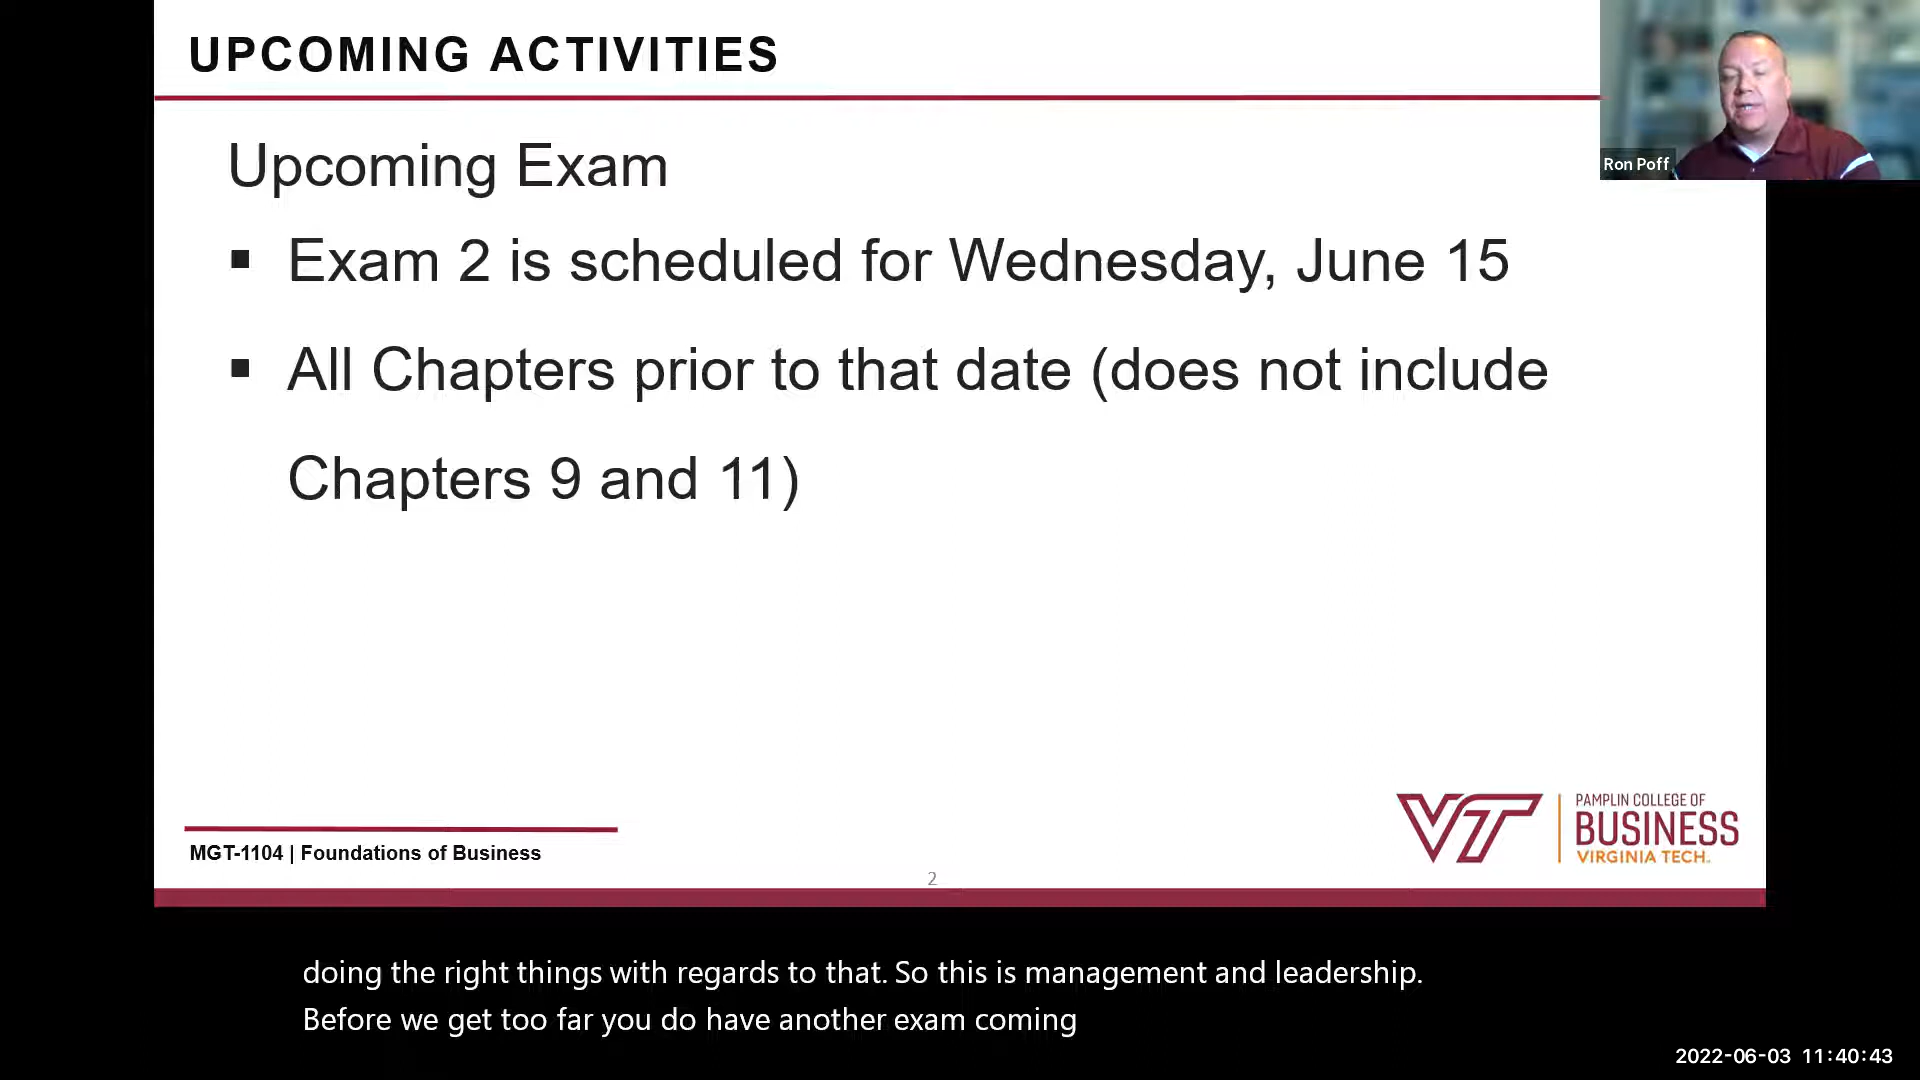 UPCOMING ACTIVITIES
Ron Poff
Upcoming Exam
▪ Exam 2 is scheduled for Wednesday, June 15
▪ All Chapters prior to that date (does not include
Chapters 9 and 11)
VT
PAMPLIN COLLEGE OF
BUSINESS
VIRGINIA TECH.
MGT-1104 | Foundations of Business
2
doing the right things with regards to that. So this is management and leadership.
Before we get too far you do have another exam coming
2022-06-03 11:40:43